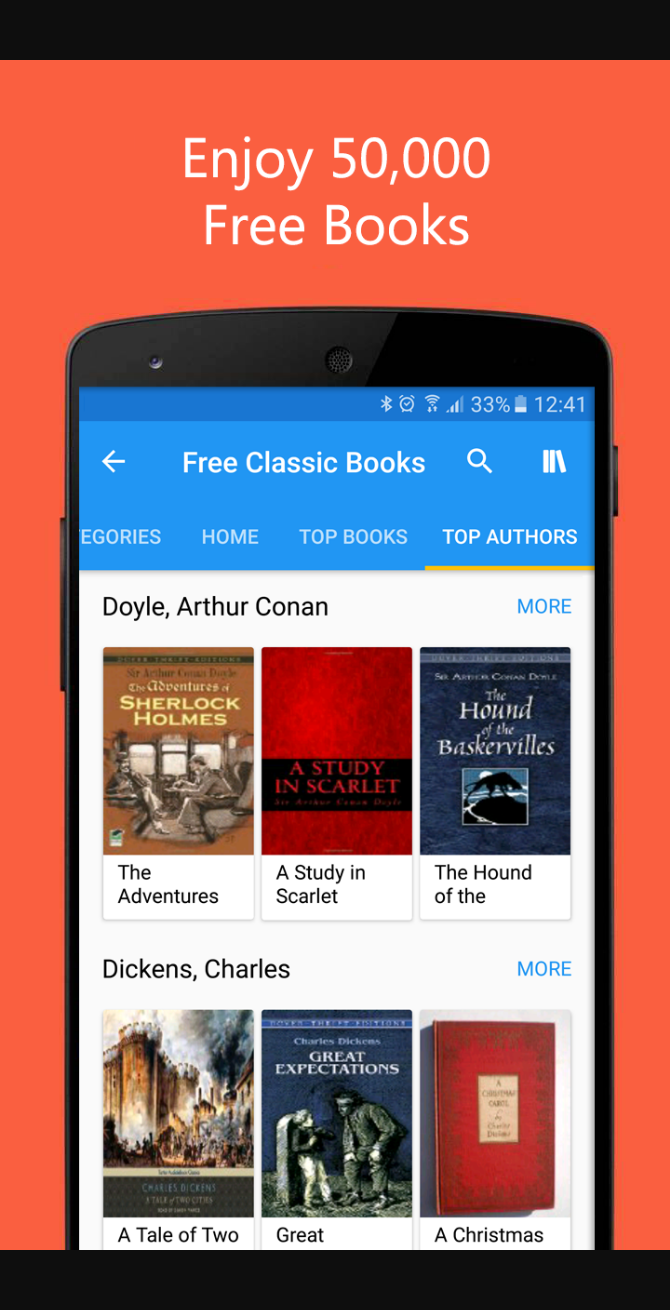 Enjoy 50,000
Free Books
33% 12:41
Free Classic Books
EGORIES HOME TOP BOOKS TOP AUTHORS
Doyle, Arthur Conan MORE
DOVER THRIFT EDITIONS
Sir Arthur Conan Doyle
The Adventures of
SHERLOCK
HOLMES
A STUDY
IN SCARLET
Sir Arthur Conan Doyle
DOVER THRIFT EDITIONS
SIR ARTHUR CONAN DOYLE
The
Hound
of the
Baskervilles
The
Adventures
A Study in
Scarlet
The Hound
of the
Dickens, Charles MORE
CHARLES DICKENS
A TALE OF TWO CITIES
DOVER THRIFT EDITIONS
Charles Dickens
GREAT
EXPECTATIONS
A
CHRISTMAS
CAROL
by
Charles
Dickens
A Tale of Two
Great
A Christmas